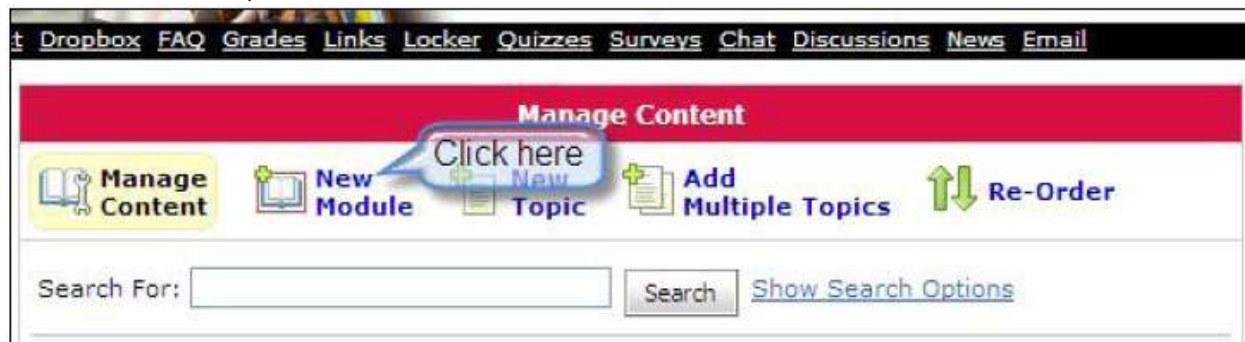 Dropbox FAQ Grades Links Locker Quizzes Surveys Chat Discussions News Email
Manage Content
Click here
Manage Content
New Module
New Topic
Add Multiple Topics
Re-Order
Search For:
Search
Show Search Options